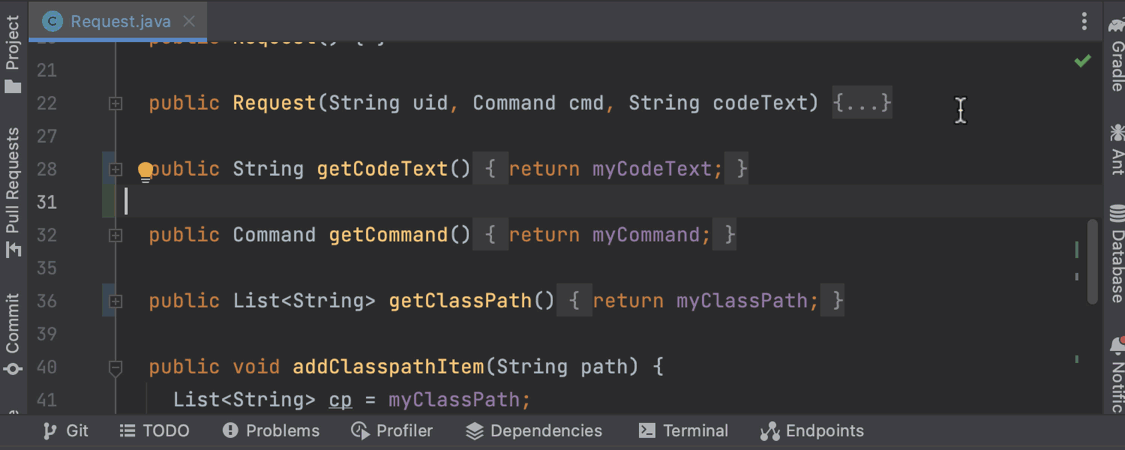 Request.java
public Request() { }
21
22 public Request(String uid, Command cmd, String codeText) {...}
27
28 public String getCodeText() { return myCodeText; }
31
32 public Command getCommand() { return myCommand; }
35
36 public List<String> getClassPath() { return myClassPath; }
39
40 public void addClasspathItem(String path) {
41 List<String> cp = myClassPath;
Project
Pull Requests
Commit
Gradle
Ant
Database
Notific
Git
TODO
Problems
Profiler
Dependencies
Terminal
Endpoints